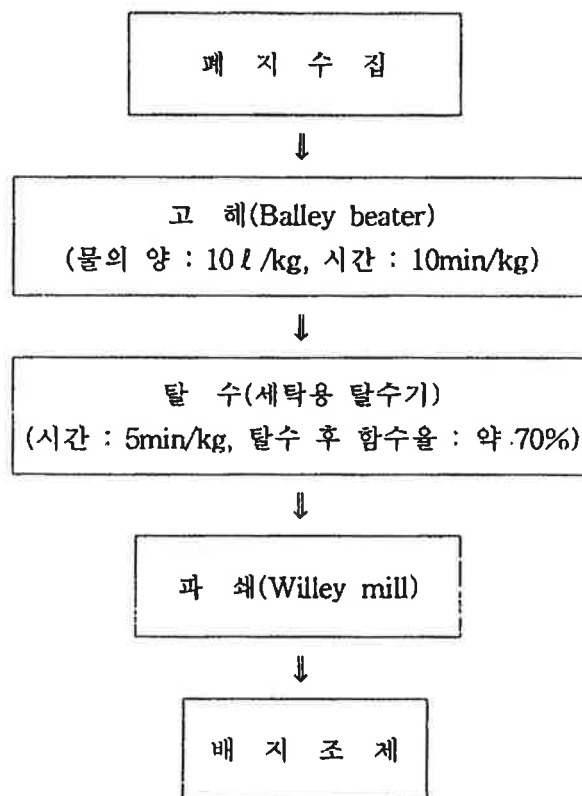 폐 지 수 집
⇓
고 해(Balley beater)
(물의 양 : 10ℓ/kg, 시간 : 10min/kg)
⇓
탈 수(세탁용 탈수기)
(시간 : 5min/kg, 탈수 후 함수율 : 약 70%)
⇓
파 쇄(Willey mill)
⇓
배 지 조 제